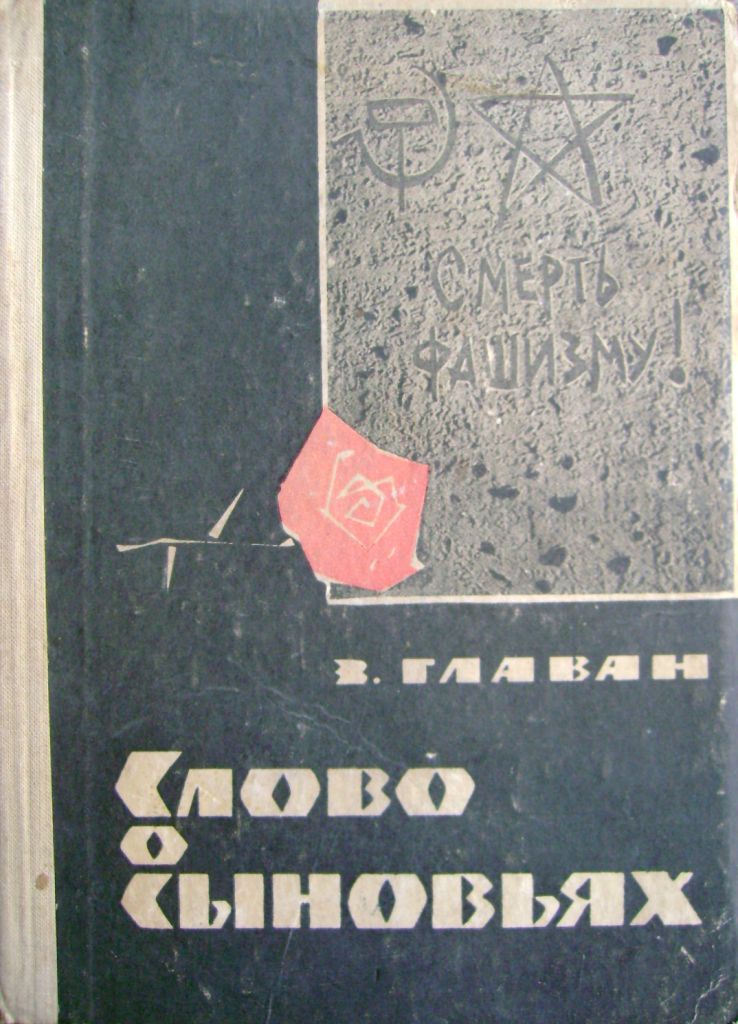 СМЕРТЬ
ФАШИЗМУ!
З. ГЛАВАН
СЛОВО
О
СЫНОВЬЯХ